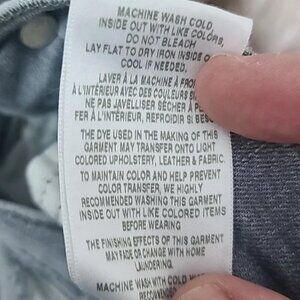 MACHINE WASH COLD,
INSIDE OUT WITH LIKE COLORS,
DO NOT BLEACH
LAY FLAT TO DRY IRON INSIDE
COOL IF NEEDED.
LAVER À LA MACHINE À
À L'INTÉRIEUR AVEC DES COULEURS
NE PAS JAVELLISER SÉCHER À
FER À L'INTÉRIEUR, REFROIDIR SI
THE DYE USED IN THE MAKING OF THIS
GARMENT MAY TRANSFER ONTO LIGHT
COLORED UPHOLSTERY, LEATHER & FABRIC.
TO MAINTAIN COLOR AND HELP PREVENT
COLOR TRANSFER, WE HIGHLY
RECOMMENDED WASHING THIS GARMENT
INSIDE OUT WITH LIKE COLORED ITEMS
BEFORE WEARING
THE FINISHING EFFECTS OF THIS GARMENT
MAY FADE OR CHANGE WITH HOME
LAUNDERING.
MACHINE WASH WITH COLD